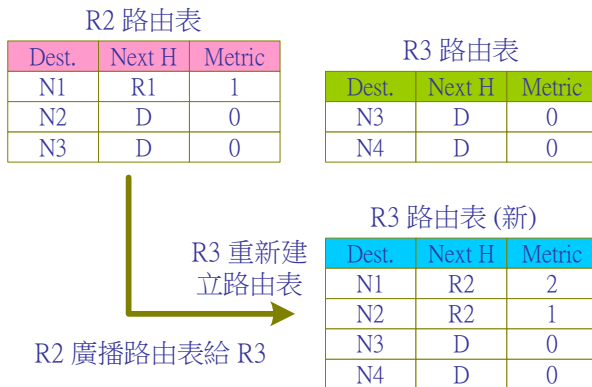 R2 路由表
Dest. Next H Metric
N1 R1 1
N2 D 0
N3 D 0
R3 路由表
Dest. Next H Metric
N3 D 0
N4 D 0
R3 重新建
立路由表
R2 廣播路由表給 R3
R3 路由表 (新)
Dest. Next H Metric
N1 R2 2
N2 R2 1
N3 D 0
N4 D 0